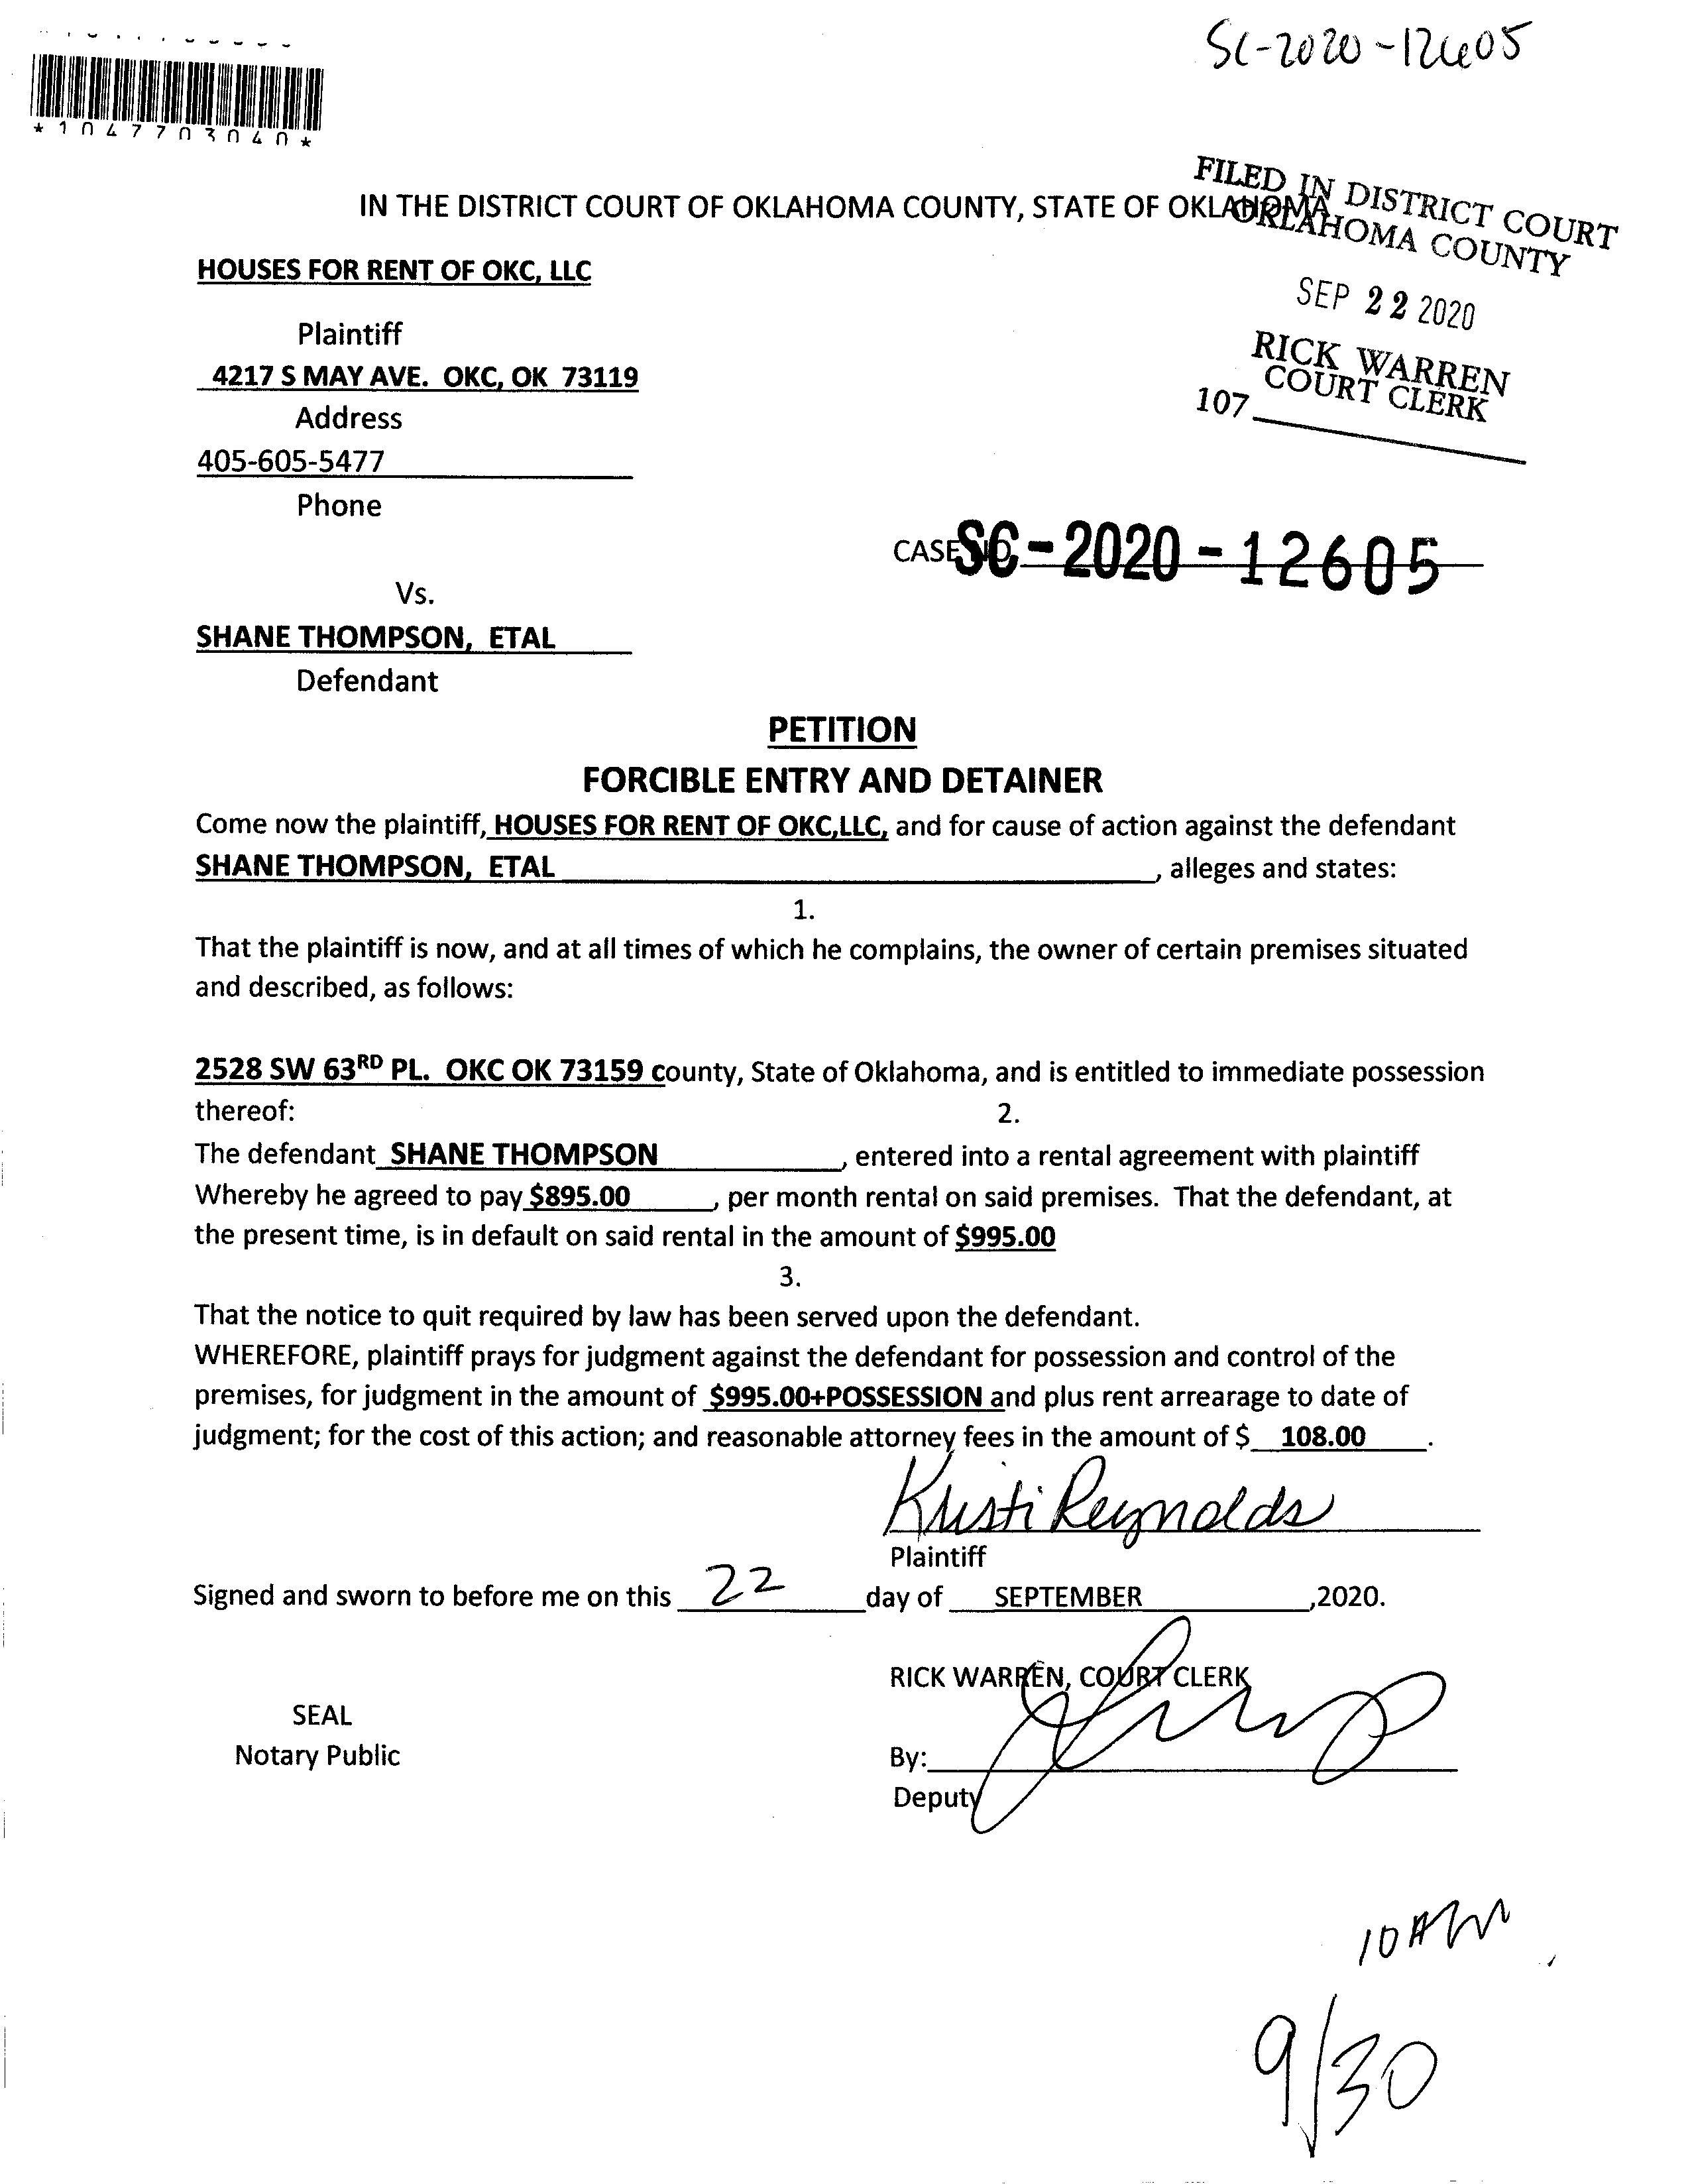 SC-2020-12605
*1047703040*
FILED IN DISTRICT COURT
OKLAHOMA COUNTY
IN THE DISTRICT COURT OF OKLAHOMA COUNTY, STATE OF OKLAHOMA
HOUSES FOR RENT OF OKC, LLC
SEP 22 2020
Plaintiff
RICK WARREN
COURT CLERK
4217 S MAY AVE. OKC, OK 73119
107
Address
405-605-5477
Phone
CASE NO. SC-2020-12605
Vs.
SHANE THOMPSON, ETAL
Defendant
PETITION
FORCIBLE ENTRY AND DETAINER
Come now the plaintiff, HOUSES FOR RENT OF OKC,LLC, and for cause of action against the defendant
SHANE THOMPSON, ETAL, alleges and states:
1.
That the plaintiff is now, and at all times of which he complains, the owner of certain premises situated
and described, as follows:
2528 SW 63RD PL. OKC OK 73159 county, State of Oklahoma, and is entitled to immediate possession
thereof: 2.
The defendant SHANE THOMPSON, entered into a rental agreement with plaintiff
Whereby he agreed to pay $895.00, per month rental on said premises. That the defendant, at
the present time, is in default on said rental in the amount of $995.00
3.
That the notice to quit required by law has been served upon the defendant.
WHEREFORE, plaintiff prays for judgment against the defendant for possession and control of the
premises, for judgment in the amount of $995.00+POSSESSION and plus rent arrearage to date of
judgment; for the cost of this action; and reasonable attorney fees in the amount of $ 108.00.
Kristi Reynolds
Plaintiff
Signed and sworn to before me on this 22 day of SEPTEMBER,2020.
RICK WARREN, COURT CLERK
SEAL
Notary Public
By:
Deputy
10 AM
9/30